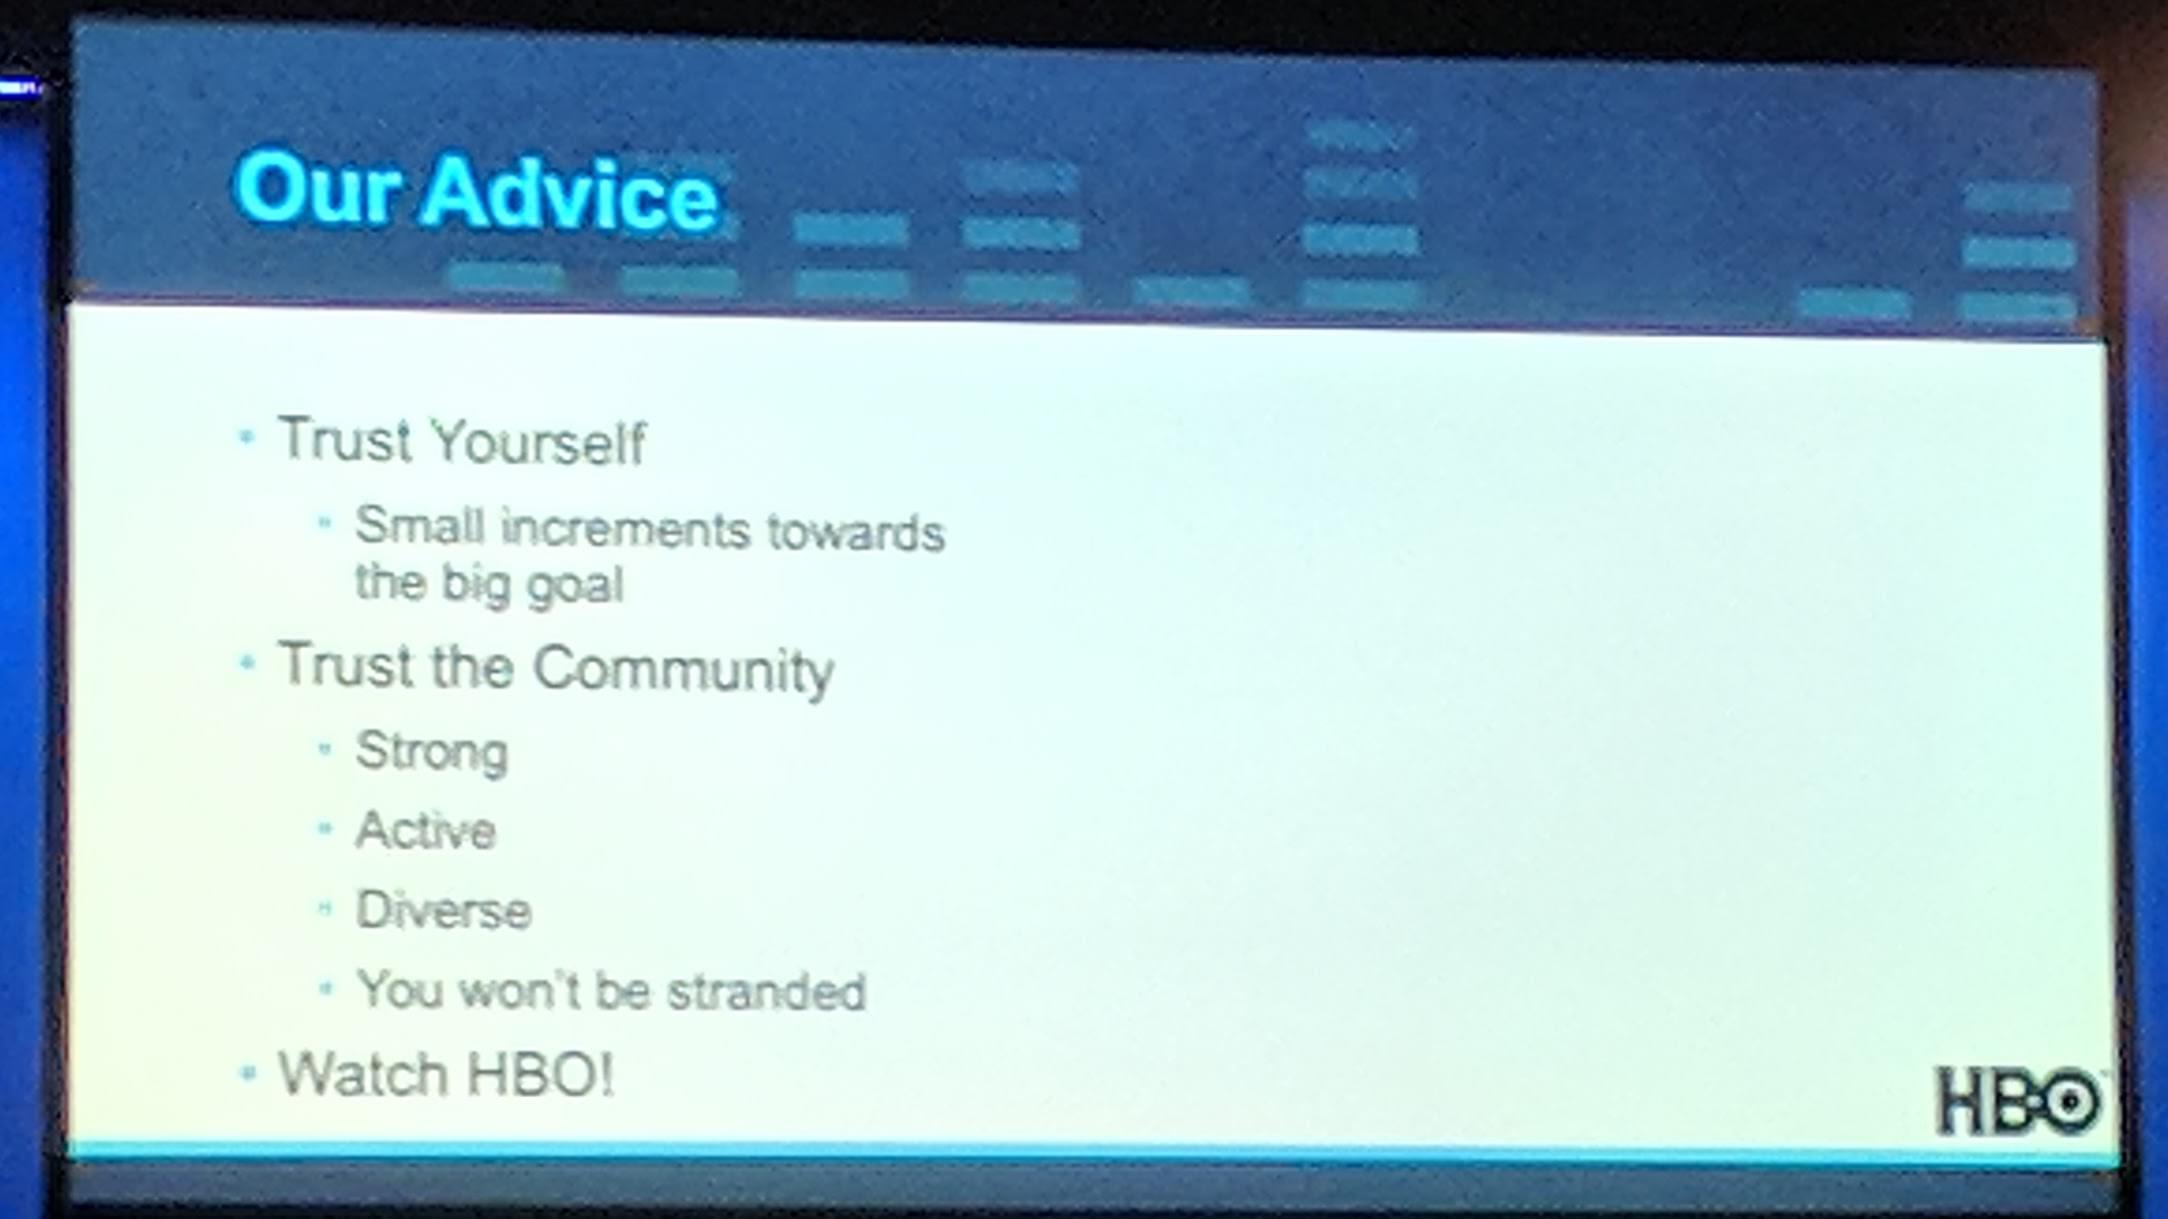 Our Advice
Trust Yourself
Small increments towards
the big goal
Trust the Community
Strong
Active
Diverse
You won't be stranded
Watch HBO!
HBO